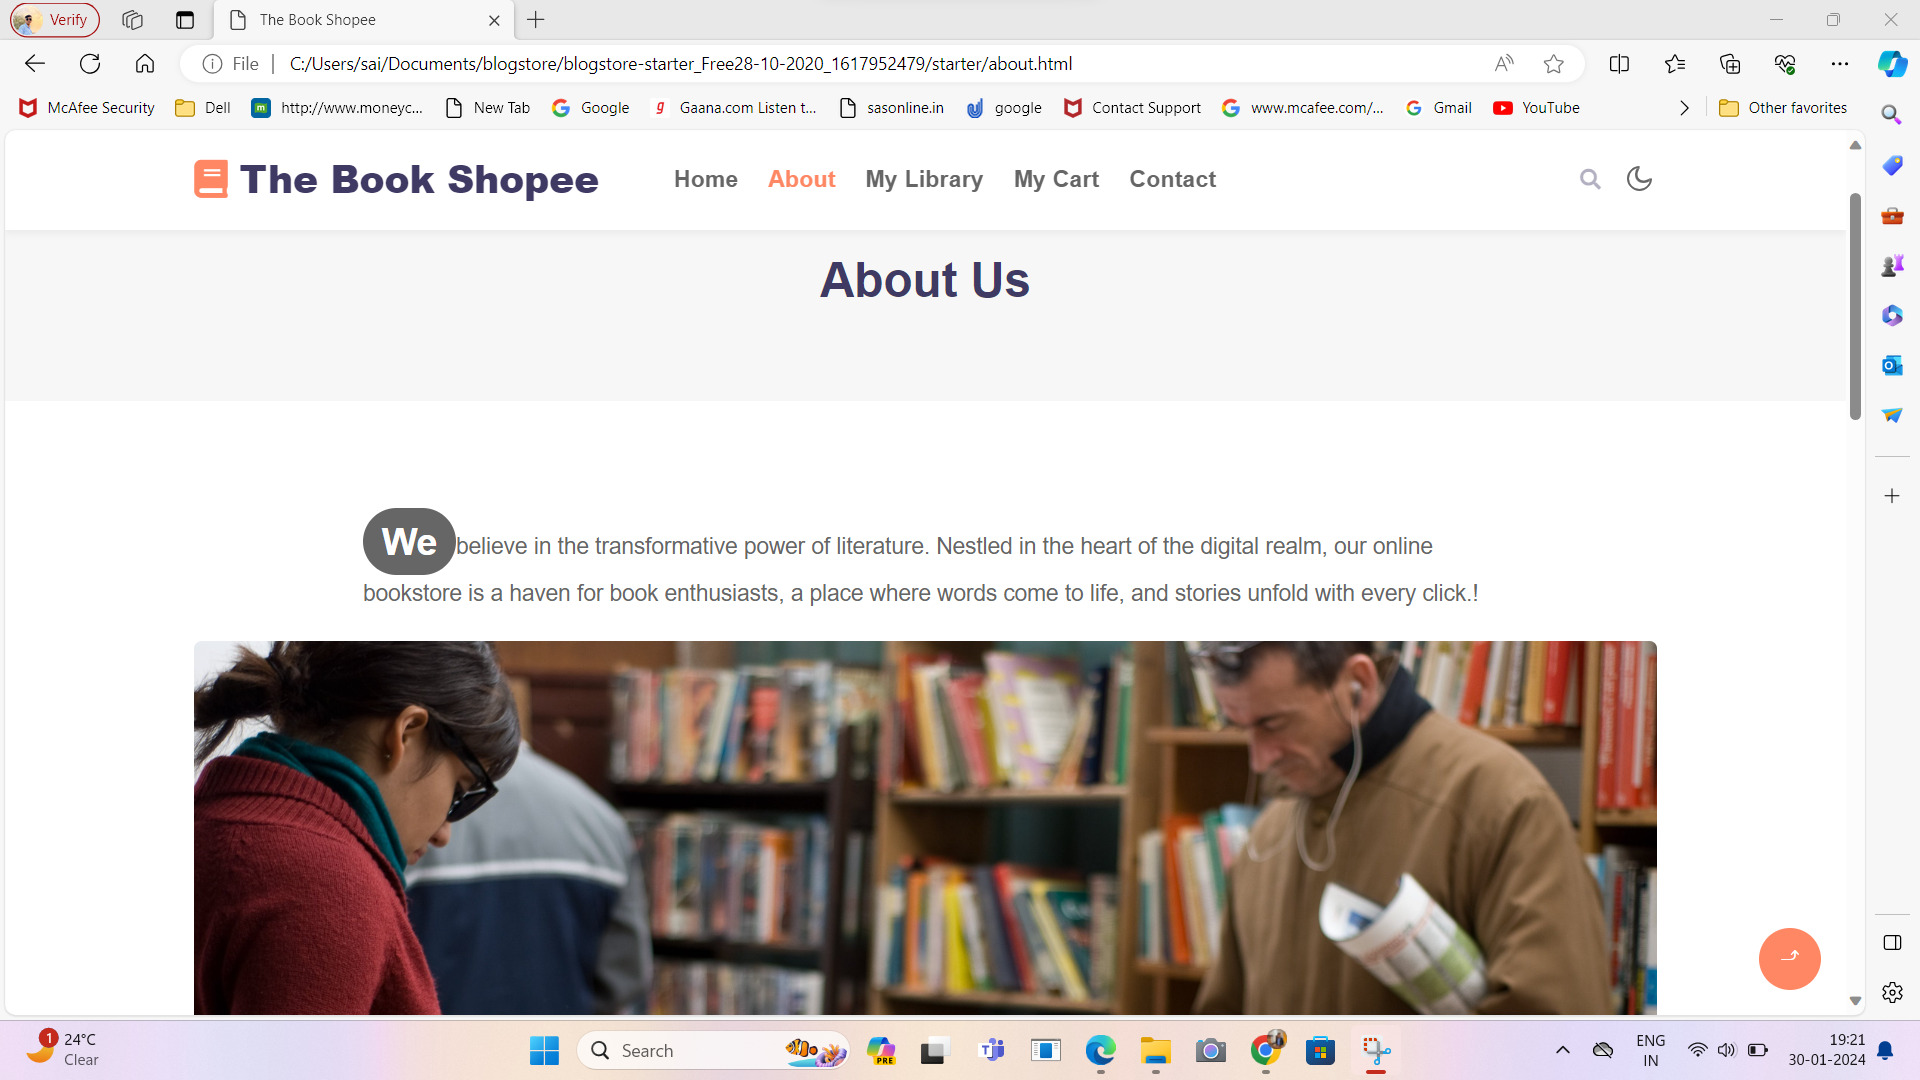 Verify
The Book Shopee
File
C:/Users/sai/Documents/blogstore/blogstore-starter_Free28-10-2020_1617952479/starter/about.html
McAfee Security
Dell
http://www.moneyc...
New Tab
Google
Gaana.com Listen t...
sasonline.in
google
Contact Support
www.mcafee.com/...
Gmail
YouTube
Other favorites
The Book Shopee
Home
About
My Library
My Cart
Contact
About Us
We believe in the transformative power of literature. Nestled in the heart of the digital realm, our online
bookstore is a haven for book enthusiasts, a place where words come to life, and stories unfold with every click.!
1
24°C
Clear
Search
PRE
ENG
IN
19:21
30-01-2024